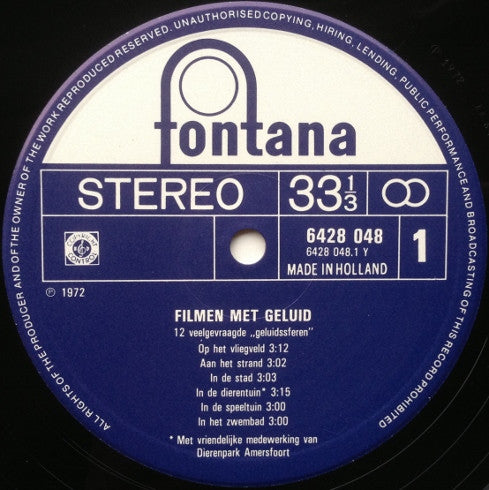 ALL RIGHTS OF THE PRODUCER AND OF THE OWNER OF THE WORK REPRODUCED RESERVED. UNAUTHORISED COPYING, HIRING, LENDING, PUBLIC PERFORMANCE AND BROADCASTING OF THIS RECORD PROHIBITED
fontana
STEREO 33 1/3
6428 048
6428 048.1 Y
MADE IN HOLLAND
1
CONTROL
℗ 1972
FILMEN MET GELUID
12 veelgevraagde „geluidssferen"
Op het vliegveld 3:12
Aan het strand 3:02
In de stad 3:03
In de dierentuin* 3:15
In de speeltuin 3:00
In het zwembad 3:00
* Met vriendelijke medewerking van
Dierenpark Amersfoort